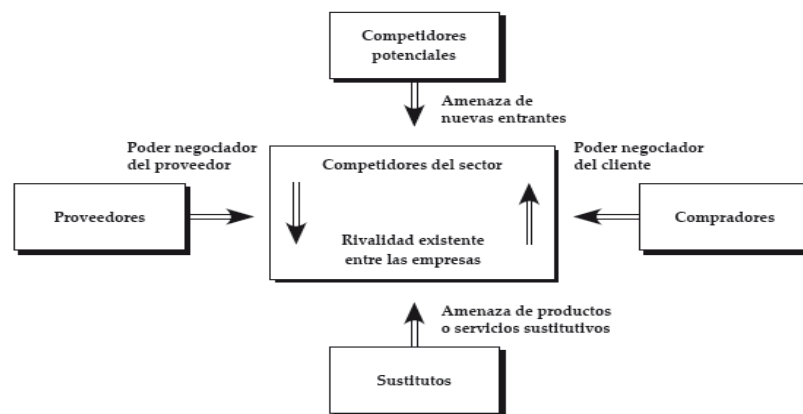 Competidores
potenciales
Amenaza de
nuevas entrantes
Poder negociador
del proveedor
Competidores del sector
Poder negociador
del cliente
Proveedores
Compradores
Rivalidad existente
entre las empresas
Amenaza de productos
o servicios sustitutivos
Sustitutos